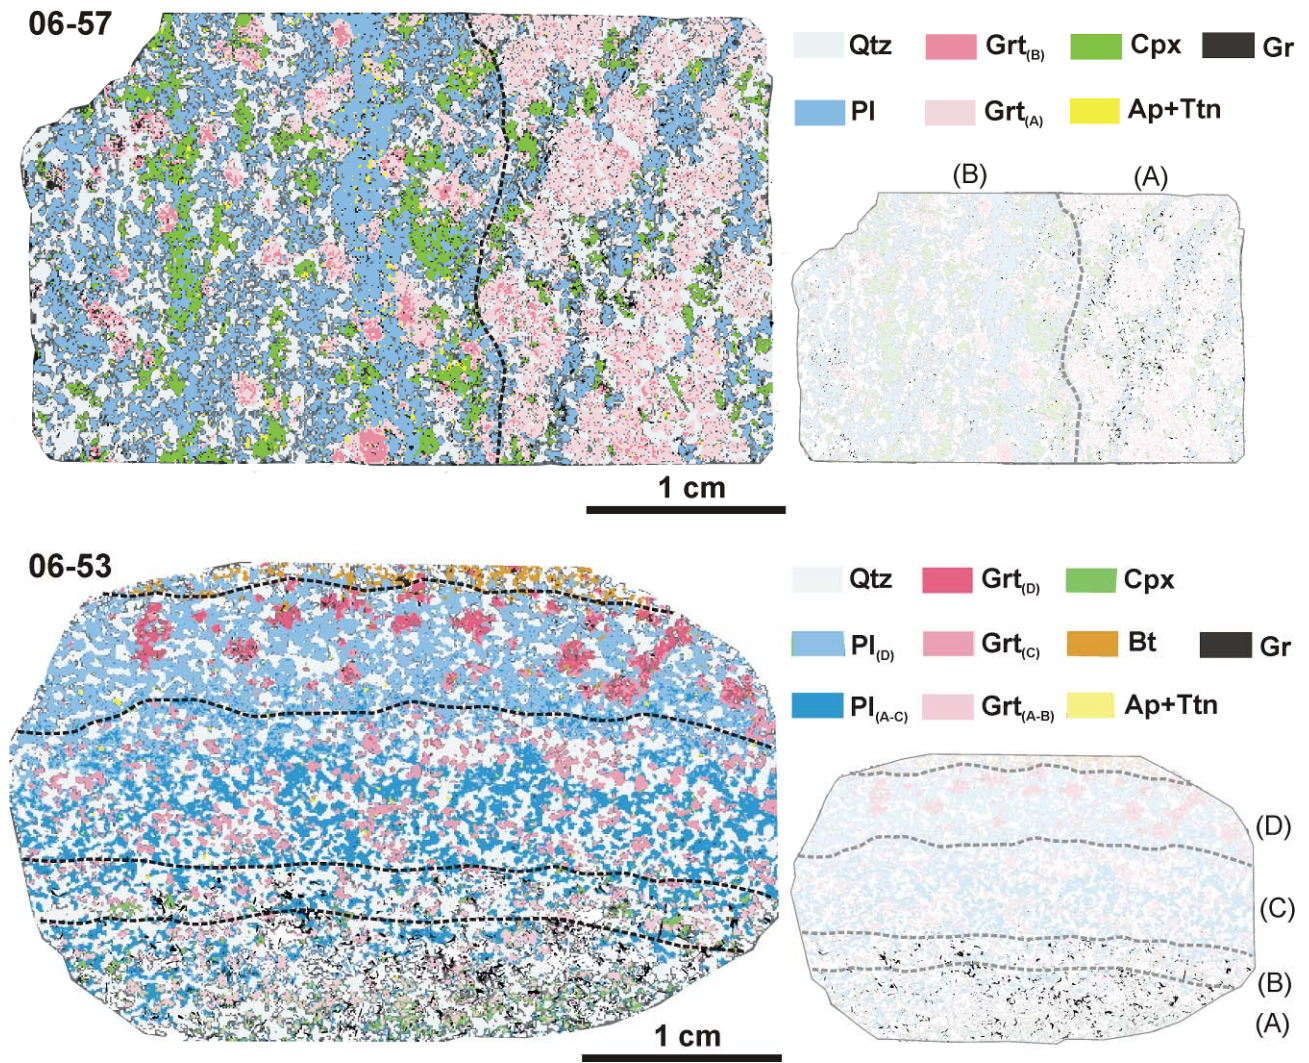 06-57
Qtz Grt(B) Cpx Gr
Pl Grt(A) Ap+Ttn
(B) (A)
1 cm
06-53
Qtz Grt(D) Cpx
Pl(D) Grt(C) Bt Gr
Pl(A-C) Grt(A-B) Ap+Ttn
(D)
(C)
(B)
(A)
1 cm